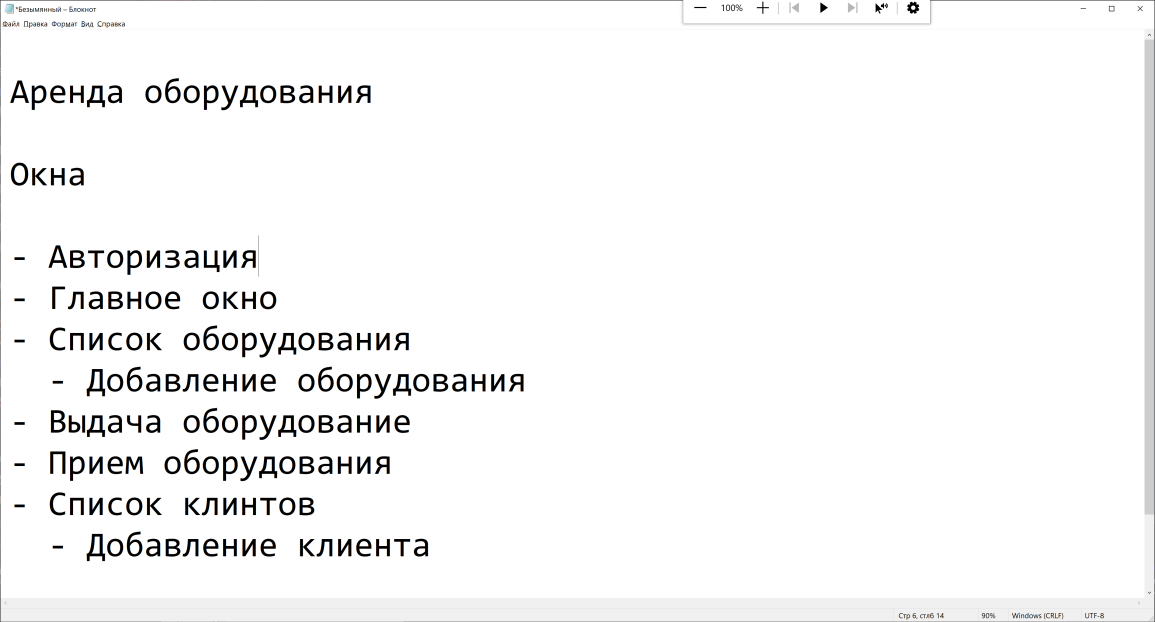 *Безымянный – Блокнот
100%
Файл Правка Формат Вид Справка
Аренда оборудования
Окна
- Авторизация
- Главное окно
- Список оборудования
- Добавление оборудования
- Выдача оборудование
- Прием оборудования
- Список клинтов
- Добавление клиента
Стр 6, стлб 14 90% Windows (CRLF) UTF-8